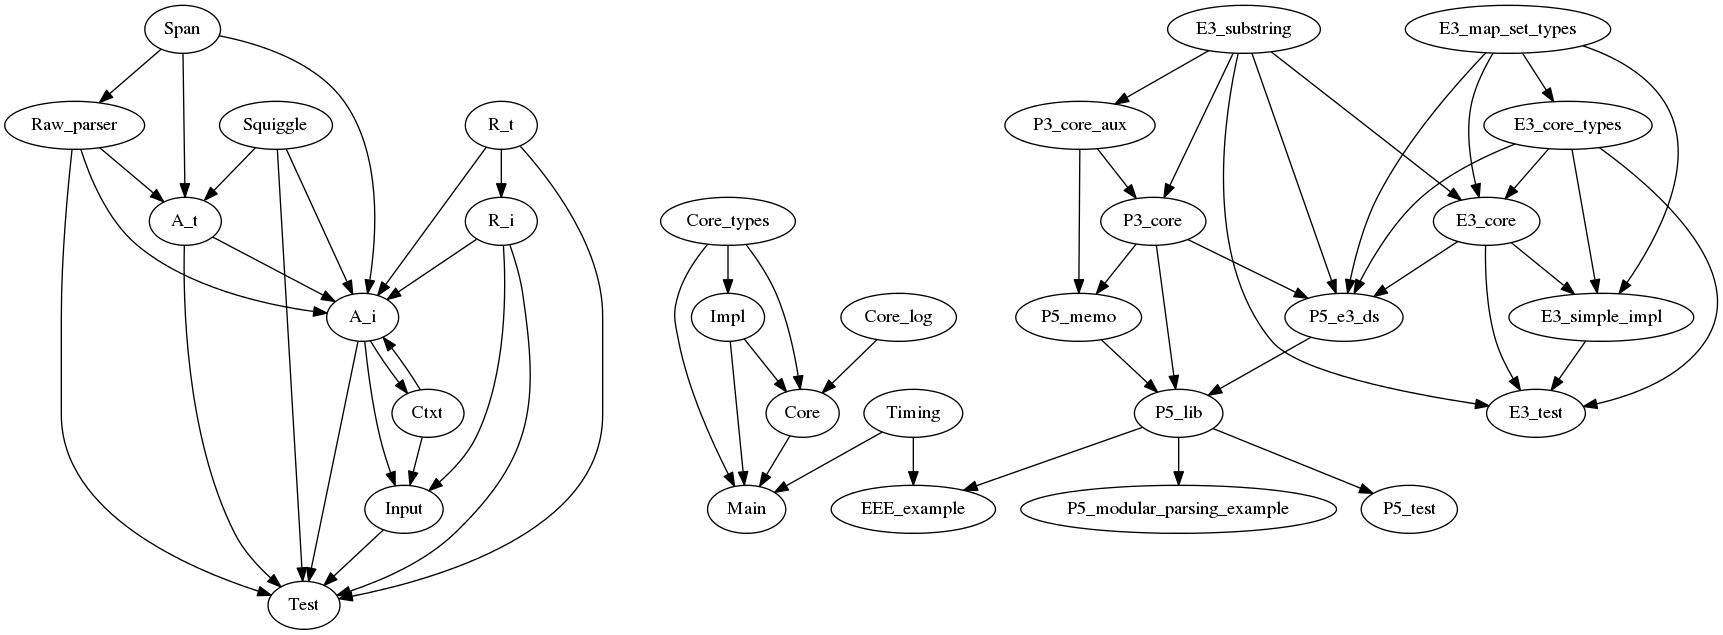 Span
E3_substring
E3_map_set_types
Raw_parser
Squiggle
R_t
P3_core_aux
E3_core_types
A_t
R_i
Core_types
P3_core
E3_core
A_i
Impl
Core_log
P5_memo
P5_e3_ds
E3_simple_impl
Ctxt
Core
Timing
P5_lib
E3_test
Input
Main
EEE_example
P5_modular_parsing_example
P5_test
Test